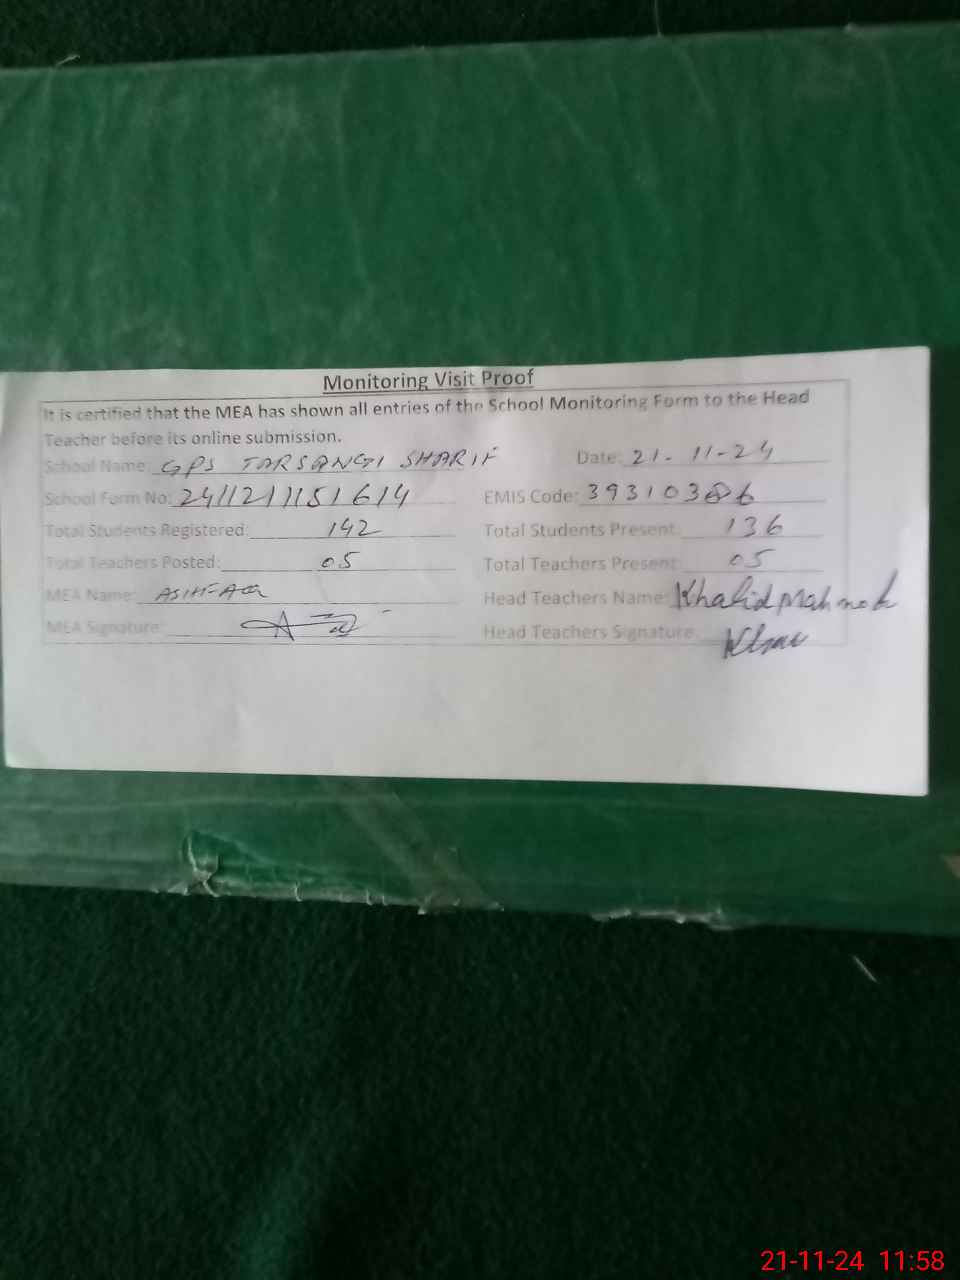 Monitoring Visit Proof
It is certified that the MEA has shown all entries of the School Monitoring Form to the Head
Teacher before its online submission.
School Name: GPS TARSANGI SHARIF Date: 21-11-24
School Form No: 2411211151614 EMIS Code:
Total Students Registered: 142 Total Students Present: 136
Total Teachers Posted: 05 Total Teachers Present: 05
MEA Name: Head Teachers Name: Khalid
MEA Signature: Head Teachers Signature:
21-11-24 11:58